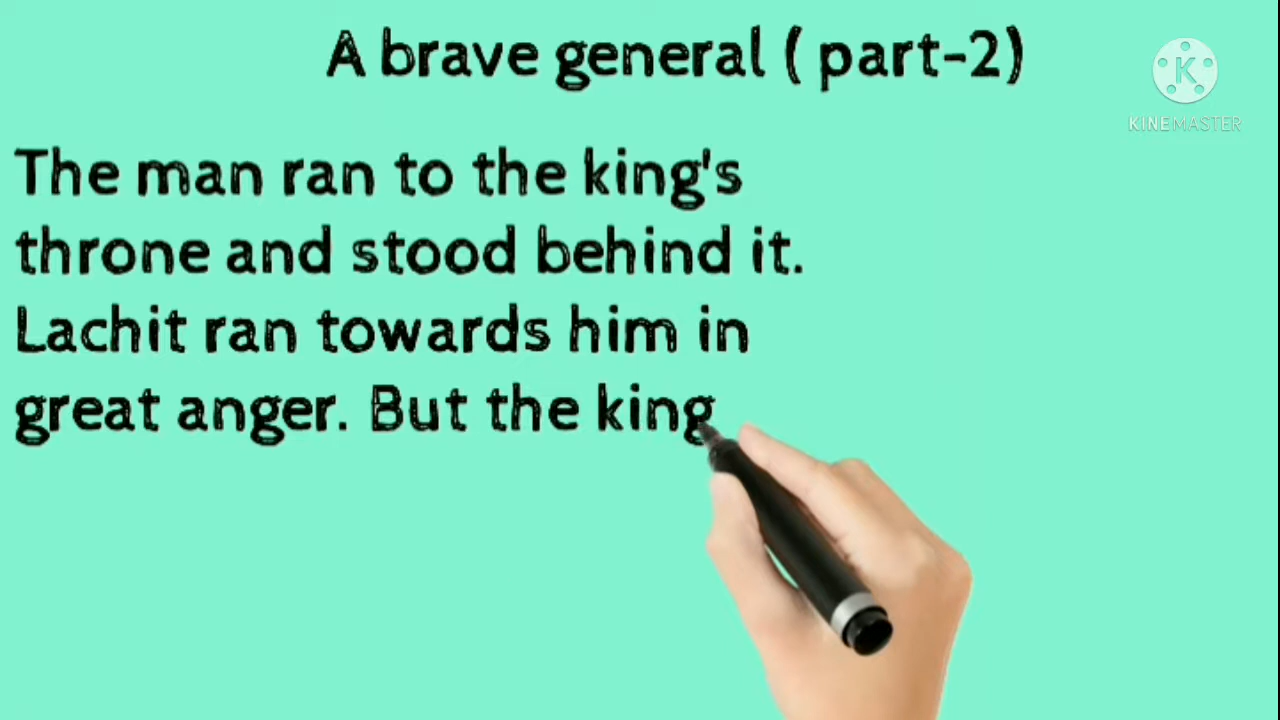 A brave general ( part-2)
KINEMASTER
The man ran to the king's
throne and stood behind it.
Lachit ran towards him in
great anger. But the king